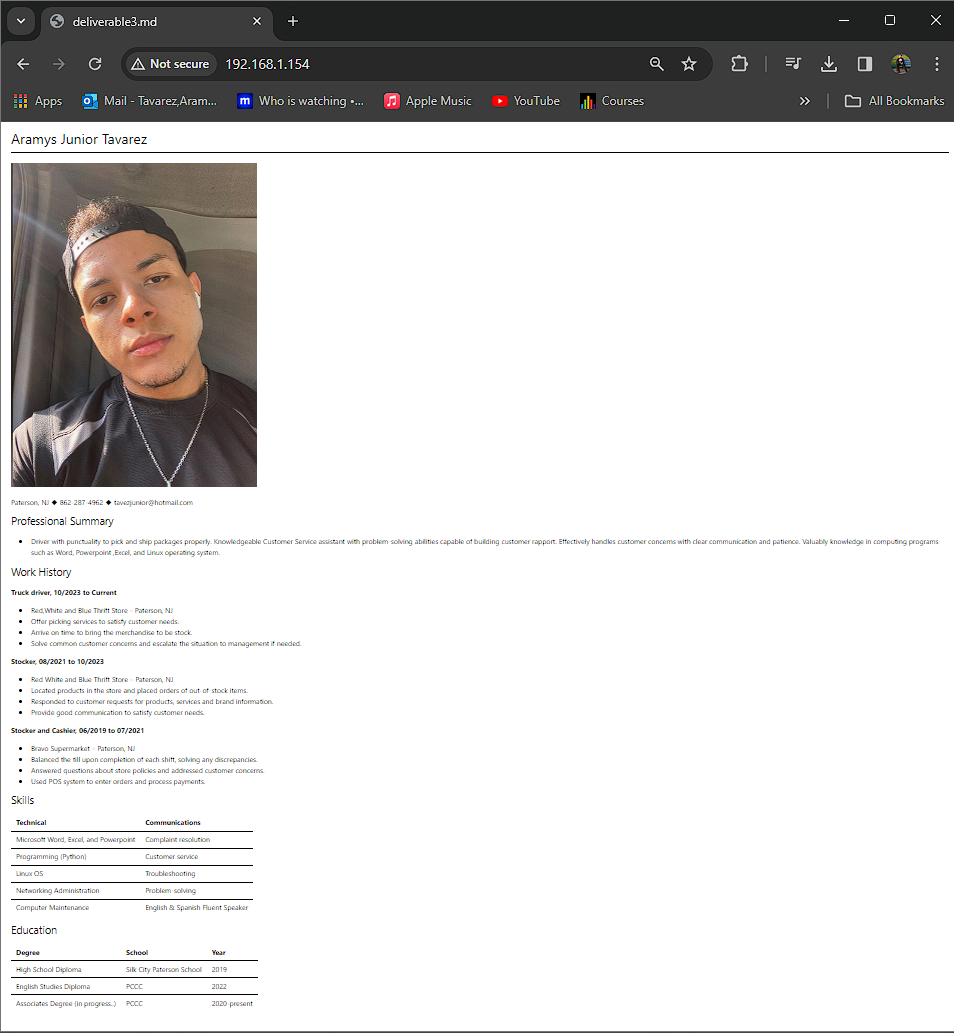 deliverable3.md
Not secure 192.168.1.154
Apps Mail - Tavarez,Aram... Who is watching •... Apple Music YouTube Courses » All Bookmarks
Aramys Junior Tavarez
Paterson, NJ ◆ 862-287-4962 ◆ tavezjunior@hotmail.com
Professional Summary
• Driver with punctuality to pick and ship packages properly. Knowledgeable Customer Service assistant with problem-solving abilities capable of building customer rapport. Effectively handles customer concerns with clear communication and patience. Valuably knowledge in computing programs
such as Word, Powerpoint ,Excel, and Linux operating system.
Work History
Truck driver, 10/2023 to Current
• Red,White and Blue Thrift Store - Paterson, NJ
• Offer picking services to satisfy customer needs.
• Arrive on time to bring the merchandise to be stock.
• Solve common customer concerns and escalate the situation to management if needed.
Stocker, 08/2021 to 10/2023
• Red White and Blue Thrift Store - Paterson, NJ
• Located products in the store and placed orders of out-of-stock items.
• Responded to customer requests for products, services and brand information.
• Provide good communication to satisfy customer needs.
Stocker and Cashier, 06/2019 to 07/2021
• Bravo Supermarket - Paterson, NJ
• Balanced the till upon completion of each shift, solving any discrepancies.
• Answered questions about store policies and addressed customer concerns.
• Used POS system to enter orders and process payments.
Skills
Technical Communications
Microsoft Word, Excel, and Powerpoint Complaint resolution
Programming (Python) Customer service
Linux OS Troubleshooting
Networking Administration Problem-solving
Computer Maintenance English & Spanish Fluent Speaker
Education
Degree School Year
High School Diploma Silk City Paterson School 2019
English Studies Diploma PCCC 2022
Associates Degree (in progress..) PCCC 2020-present